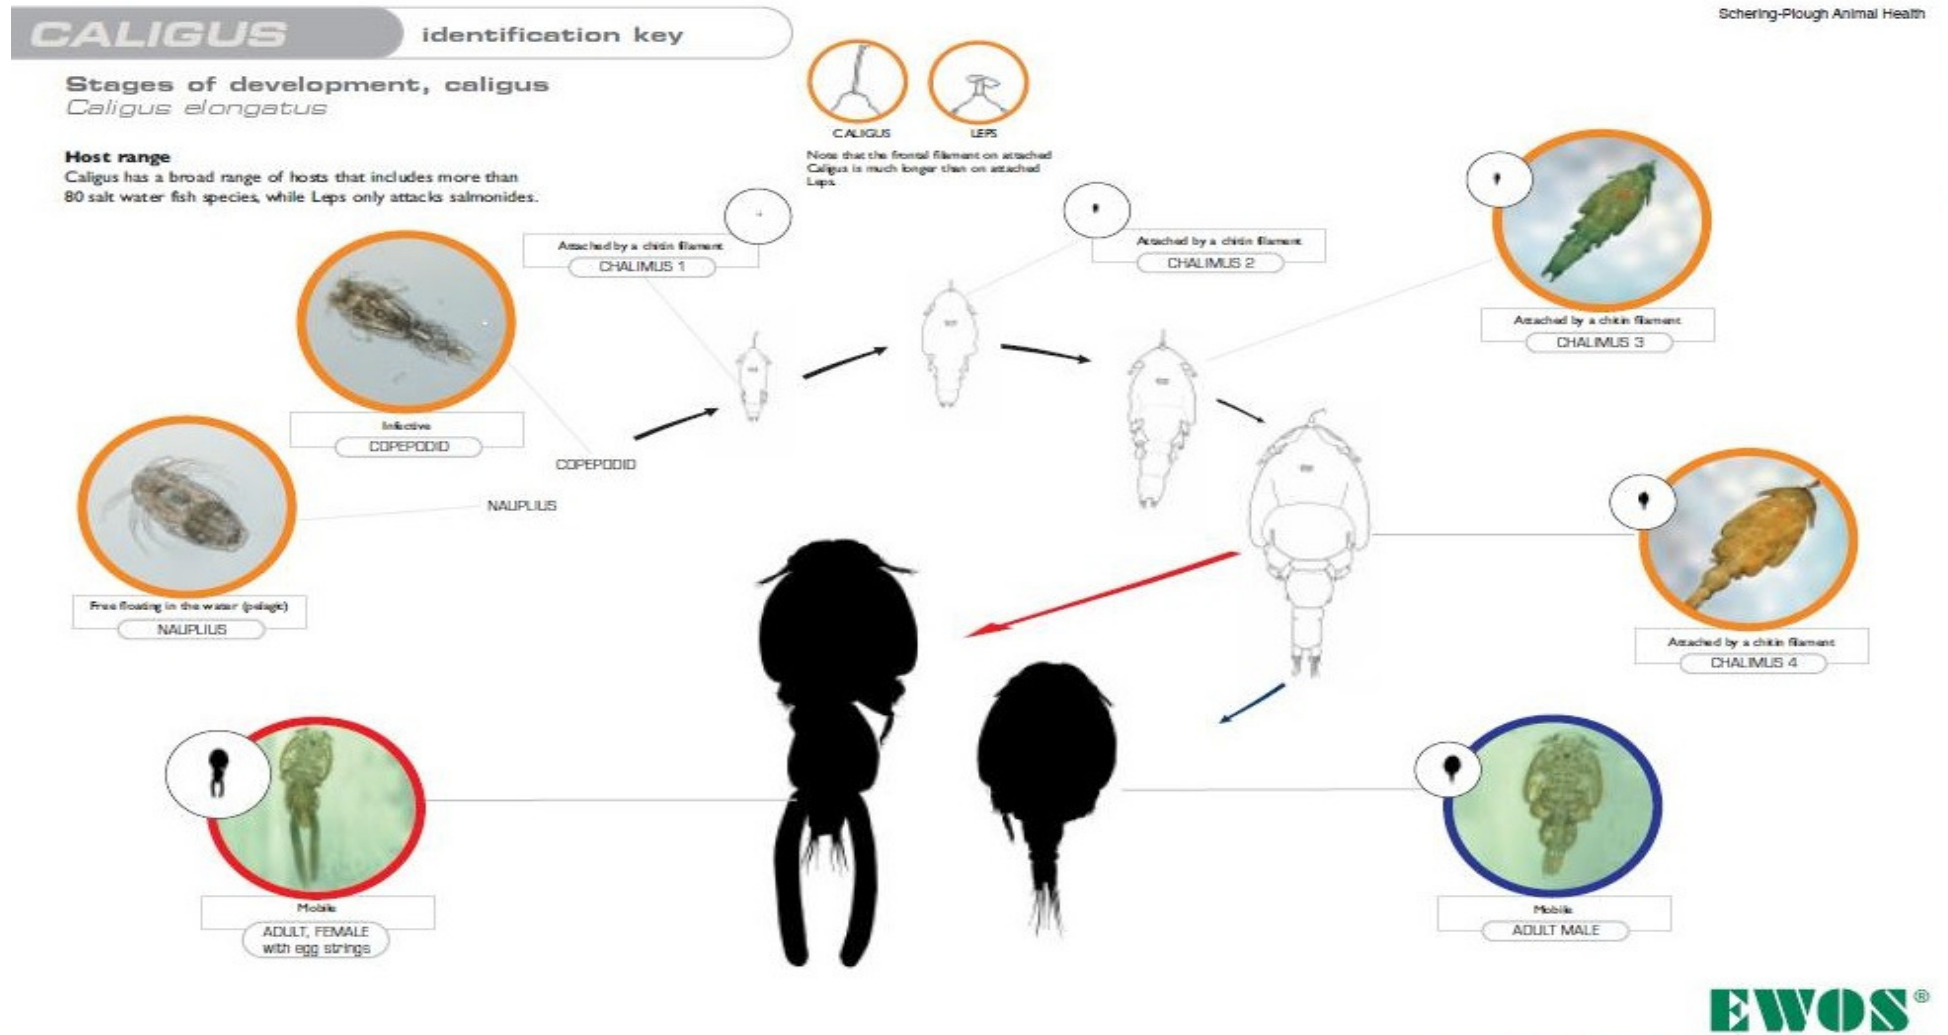 CALIGUS identification key
Schering-Plough Animal Health
Stages of development, caligus
Caligus elongatus
Host range
Caligus has a broad range of hosts that includes more than
80 salt water fish species, while Leps only attacks salmonides.
CALIGUS
LEPS
Note that the frontal filament on attached
Caligus is much longer than on attached
Leps.
Attached by a chitin filament
CHALIMUS 1
Attached by a chitin filament
CHALIMUS 2
Attached by a chitin filament
CHALIMUS 3
Infective
COPEPODID
COPEPODID
NAUPLIUS
Free floating in the water (pelagic)
NAUPLIUS
Attached by a chitin filament
CHALIMUS 4
Mobile
ADULT, FEMALE
with egg strings
Mobile
ADULT MALE
EWOS®